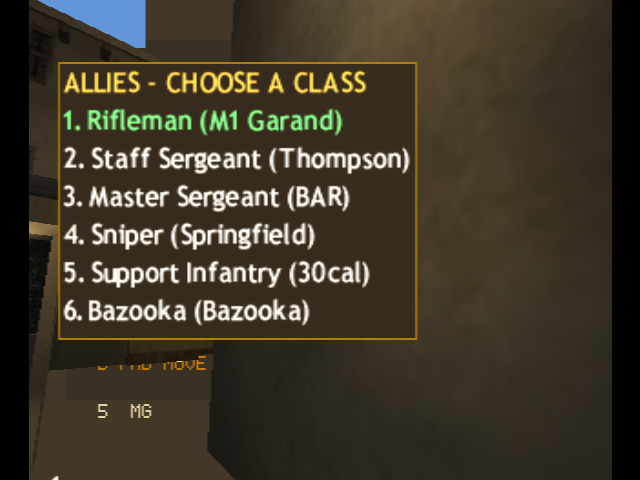 ALLIES - CHOOSE A CLASS
1. Rifleman (M1 Garand)
2. Staff Sergeant (Thompson)
3. Master Sergeant (BAR)
4. Sniper (Springfield)
5. Support Infantry (30cal)
6. Bazooka (Bazooka)
MOVE
5 MG